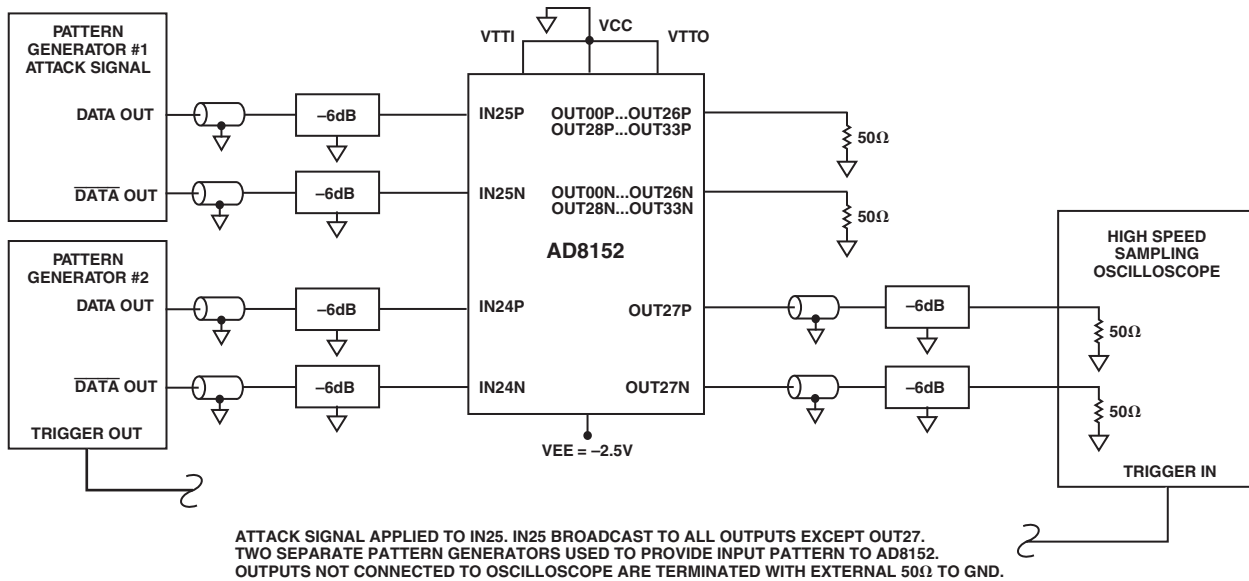 PATTERN
GENERATOR #1
ATTACK SIGNAL
DATA OUT
DATA OUT
PATTERN
GENERATOR #2
DATA OUT
DATA OUT
TRIGGER OUT
–6dB
–6dB
–6dB
–6dB
VTTI
VCC
VTTO
IN25P
IN25N
IN24P
IN24N
OUT00P...OUT26P
OUT28P...OUT33P
OUT00N...OUT26N
OUT28N...OUT33N
AD8152
OUT27P
OUT27N
VEE = –2.5V
50Ω
50Ω
–6dB
–6dB
HIGH SPEED
SAMPLING
OSCILLOSCOPE
50Ω
50Ω
TRIGGER IN
ATTACK SIGNAL APPLIED TO IN25. IN25 BROADCAST TO ALL OUTPUTS EXCEPT OUT27.
TWO SEPARATE PATTERN GENERATORS USED TO PROVIDE INPUT PATTERN TO AD8152.
OUTPUTS NOT CONNECTED TO OSCILLOSCOPE ARE TERMINATED WITH EXTERNAL 50Ω TO GND.